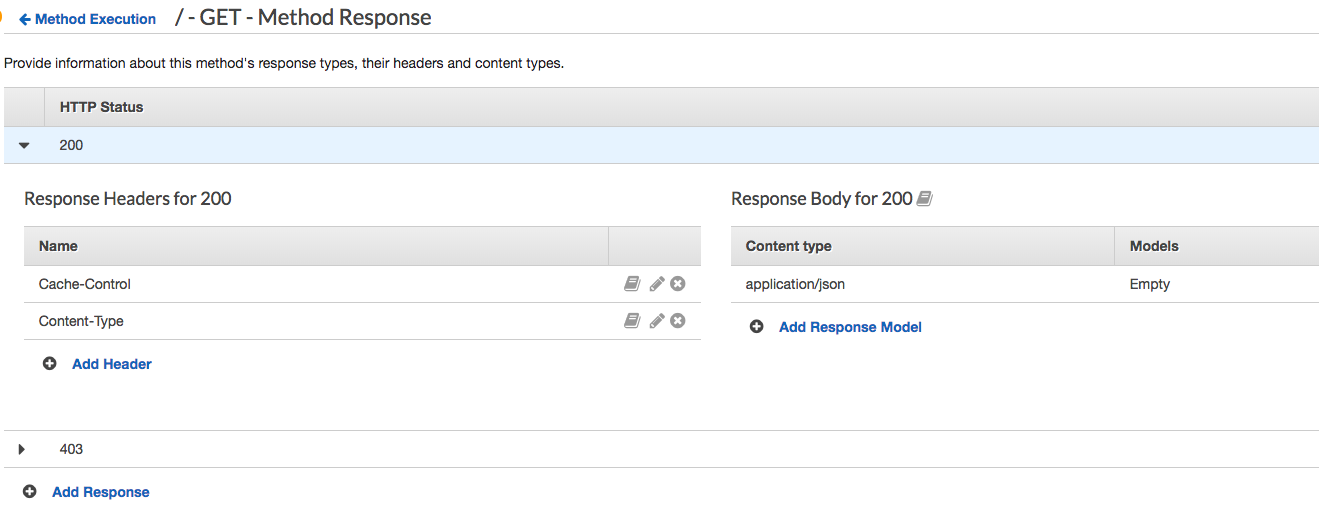 Method Execution / - GET - Method Response
Provide information about this method's response types, their headers and content types.
HTTP Status
200
Response Headers for 200
Name
Cache-Control
Content-Type
Add Header
Response Body for 200
Content type Models
application/json Empty
Add Response Model
403
Add Response